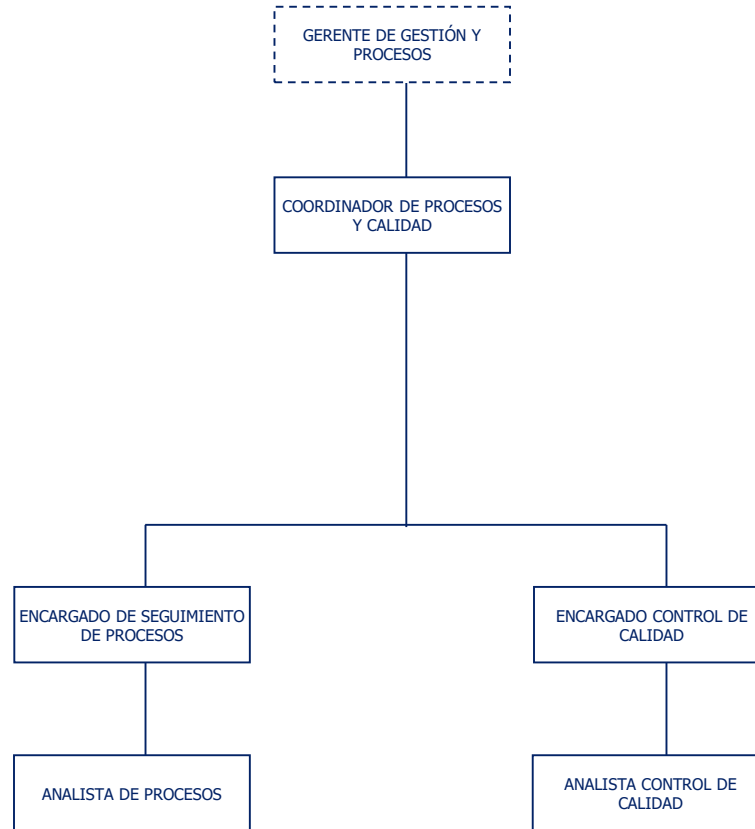 GERENTE DE GESTIÓN Y
PROCESOS
COORDINADOR DE PROCESOS
Y CALIDAD
ENCARGADO DE SEGUIMIENTO
DE PROCESOS
ENCARGADO CONTROL DE
CALIDAD
ANALISTA DE PROCESOS
ANALISTA CONTROL DE
CALIDAD